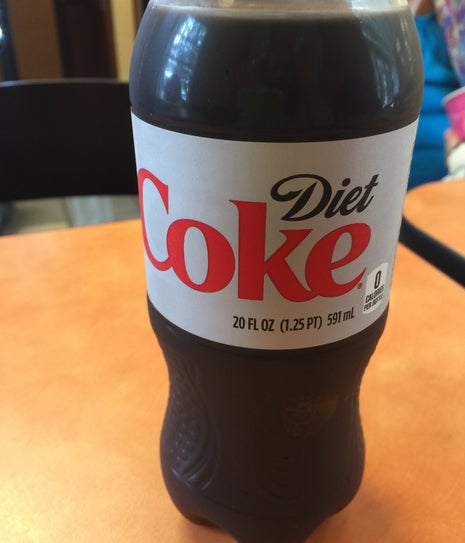 Diet
Coke®
0
CALORIES
PER BOTTLE
20 FL OZ (1.25 PT) 591 mL